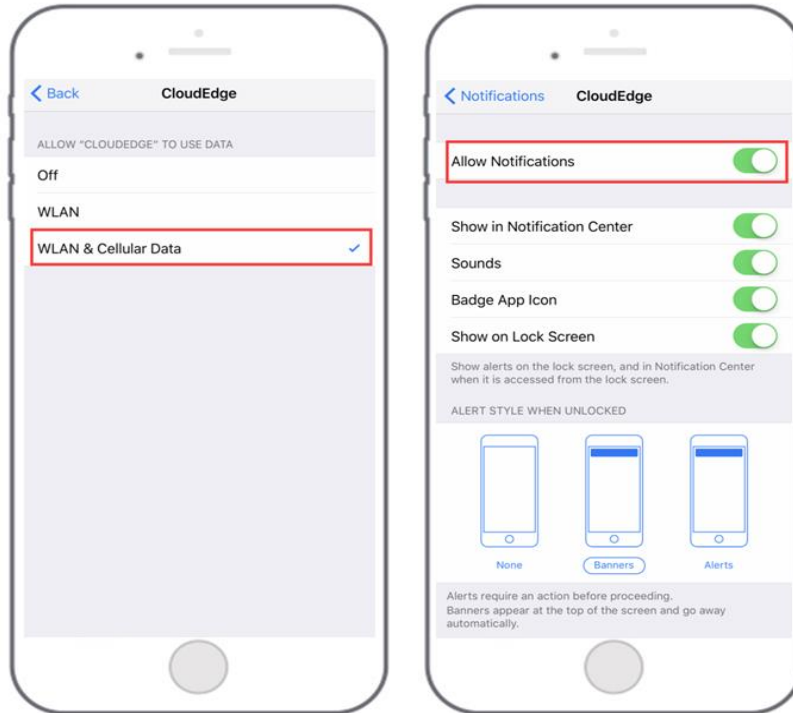 Back
CloudEdge
ALLOW "CLOUDEDGE" TO USE DATA
Off
WLAN
WLAN & Cellular Data
Notifications
CloudEdge
Allow Notifications
Show in Notification Center
Sounds
Badge App Icon
Show on Lock Screen
Show alerts on the lock screen, and in Notification Center
when it is accessed from the lock screen.
ALERT STYLE WHEN UNLOCKED
None
Banners
Alerts
Alerts require an action before proceeding.
Banners appear at the top of the screen and go away
automatically.